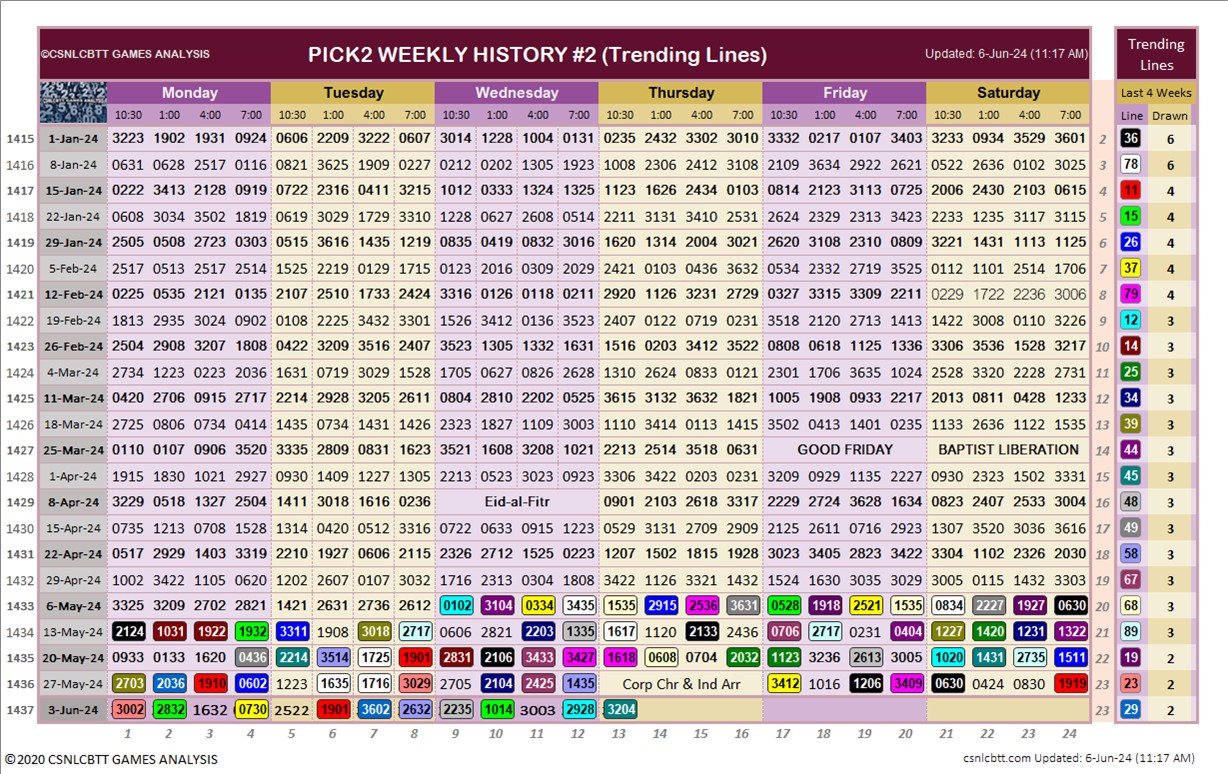 ©CSNLCBTT GAMES ANALYSIS PICK2 WEEKLY HISTORY #2 (Trending Lines) Updated: 6-Jun-24 (11:17 AM) Trending Lines
Monday Tuesday Wednesday Thursday Friday Saturday Last 4 Weeks
10:30 1:00 4:00 7:00 10:30 1:00 4:00 7:00 10:30 1:00 4:00 7:00 10:30 1:00 4:00 7:00 10:30 1:00 4:00 7:00 10:30 1:00 4:00 7:00 Line Drawn
1415 1-Jan-24 3223 1902 1931 0924 0606 2209 3222 0607 3014 1228 1004 0131 0235 2432 3302 3010 3332 0217 0107 3403 3233 0934 3529 3601 2 36 6
1416 8-Jan-24 0631 0628 2517 0116 0821 3625 1909 0227 0212 0202 1305 1923 1008 2306 2412 3108 2109 3634 2922 2621 0522 2636 0102 3025 3 78 6
1417 15-Jan-24 0222 3413 2128 0919 0722 2316 0411 3215 1012 0333 1324 1325 1123 1626 2434 0103 0814 2123 3113 0725 2006 2430 2103 0615 4 11 4
1418 22-Jan-24 0608 3034 3502 1819 0619 3029 1729 3310 1228 0627 2608 0514 2211 3131 3410 2531 2624 2329 2313 3423 2233 1235 3117 3115 5 15 4
1419 29-Jan-24 2505 0508 2723 0303 0515 3616 1435 1219 0835 0419 0832 3016 1620 1314 2004 3021 2620 3108 2310 0809 3221 1431 1113 1125 6 26 4
1420 5-Feb-24 2517 0513 2517 2514 1525 2219 0129 1715 0123 2016 0309 2029 2421 0103 0436 3632 0534 2332 2719 3525 0112 1101 2514 1706 7 37 4
1421 12-Feb-24 0225 0535 2121 0135 2107 2510 1733 2427 3316 0126 0118 0211 2920 1126 3231 2729 0327 3315 3309 2211 0229 1722 2236 3006 8 79 4
1422 19-Feb-24 1813 2935 3024 0902 0108 2225 3432 3301 1526 3412 0136 3523 2407 0122 0719 0231 3518 2120 2713 1413 1422 3008 0110 3226 9 12 3
1423 26-Feb-24 2504 2908 3207 1808 0422 3209 3516 2407 3523 1305 1332 1631 1516 0203 3412 3522 0808 0618 1125 1336 3306 3536 1528 3217 10 14 3
1424 4-Mar-24 2734 1223 0223 2036 1631 0719 3029 1528 1705 0627 0826 2628 1310 2624 0833 0121 2301 1706 3635 1024 2528 3320 2228 2731 11 25 3
1425 11-Mar-24 0420 2706 0915 2717 2214 2928 3205 2611 0804 2810 2202 0525 3615 3132 3632 1821 1005 1908 0933 2217 2013 0811 0428 1233 12 34 3
1426 18-Mar-24 2725 0806 0734 0414 1435 0734 1431 1429 2323 1827 1109 3003 1110 3414 0113 1415 3502 0413 1401 0235 1133 2636 1122 1535 13 39 3
1427 25-Mar-24 0110 0107 0906 3520 3335 2809 0831 1623 3521 1608 3208 1021 2213 2514 3518 0631 GOOD FRIDAY BAPTIST LIBERATION 14 44 3
1428 1-Apr-24 1915 1830 1021 2927 0930 1409 1227 1305 2213 0523 3023 0923 3306 3422 0203 0231 3209 0929 1135 2227 0930 2323 1502 3331 15 45 3
1429 8-Apr-24 3229 0518 1327 2504 1411 3018 1616 0236 Eid-al-Fitr 0901 2103 2618 3317 2229 2724 3628 1634 0823 2407 2533 3004 16 48 3
1430 15-Apr-24 0735 1213 0708 1528 1314 0420 0512 3316 0722 0633 0915 1223 0529 3131 2709 2909 2125 2611 0716 2923 1307 3520 3036 3616 17 49 3
1431 22-Apr-24 0517 2929 1403 3319 2210 1927 0606 2115 2326 2712 1525 0223 1207 1502 1815 1928 3023 3405 2823 3422 3304 1102 2326 2030 18 58 3
1432 29-Apr-24 1002 3422 1105 0620 1202 2607 0107 3032 1716 2313 0304 1808 3422 1126 3321 1432 1524 1630 3035 3029 3005 0115 1432 3303 19 67 3
1433 6-May-24 3325 3209 2702 2821 1421 2631 2736 2612 0102 3104 0334 3435 1535 2915 2536 3631 0528 1918 2521 1535 0834 2227 1927 0630 20 68 3
1434 13-May-24 2124 1031 1922 1932 3311 1908 3018 2717 0606 2821 2203 1335 1617 1120 2133 2436 0706 2717 0231 0404 1227 1420 1231 1322 21 89 3
1435 20-May-24 0933 0133 1620 0436 2214 3514 1725 1901 2831 2106 3433 3427 1618 0608 0704 2032 1123 3236 2613 3005 1020 1431 2735 1511 22 19 2
1436 27-May-24 2703 2036 1910 0602 1223 1635 1716 3029 2705 2104 2425 1435 Corp Chr & Ind Arr 3412 1016 1206 3409 0630 0424 0830 1919 23 23 2
1437 3-Jun-24 3002 2832 1632 0730 2522 1901 3602 2632 2235 1014 3003 2928 3204 23 29 2
1 2 3 4 5 6 7 8 9 10 11 12 13 14 15 16 17 18 19 20 21 22 23 24
©2020 CSNLCBTT GAMES ANALYSIS csnlcbtt.com Updated: 6-Jun-24 (11:17 AM)